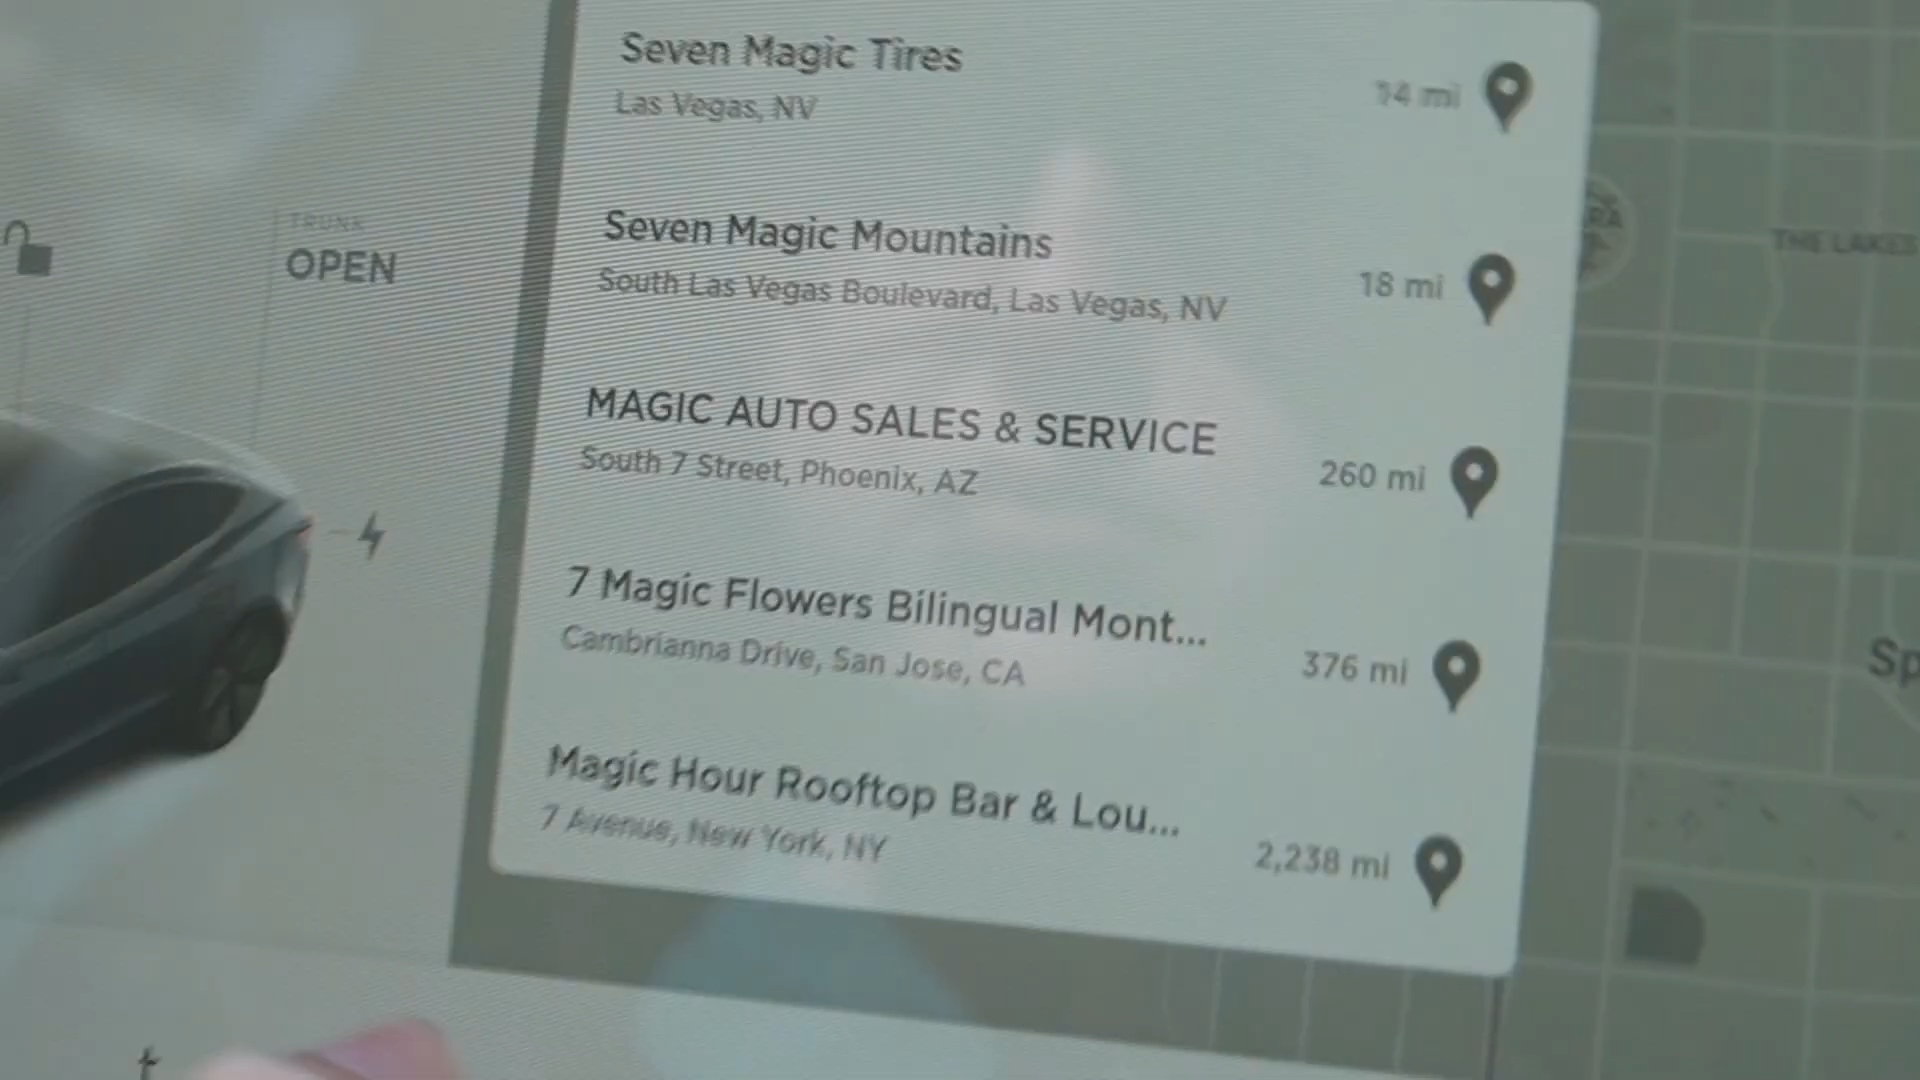 Seven Magic Tires
Las Vegas, NV
14 mi
Seven Magic Mountains
South Las Vegas Boulevard, Las Vegas, NV
18 mi
MAGIC AUTO SALES & SERVICE
South 7 Street, Phoenix, AZ
260 mi
7 Magic Flowers Bilingual Mont...
Cambrianna Drive, San Jose, CA
376 mi
Magic Hour Rooftop Bar & Lou...
7 Avenue, New York, NY
2,238 mi
TRUNK
OPEN
THE LAKES
Sp